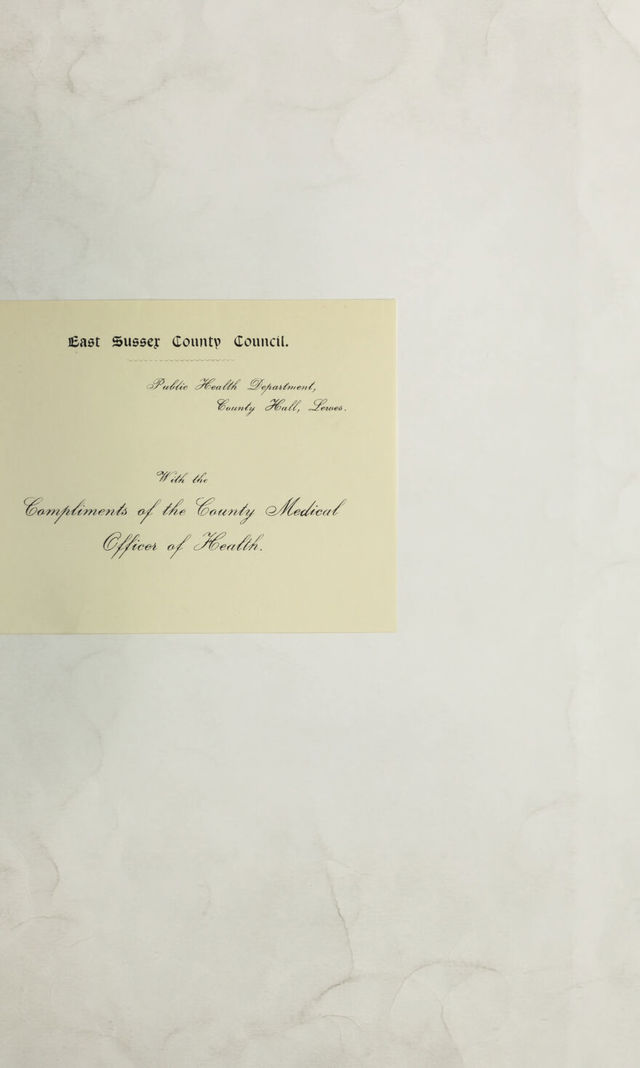 East Sussex County Council.
Public Health Department,
County Hall, Lewes.
With the
Compliments of the County Medical
Officer of Health.